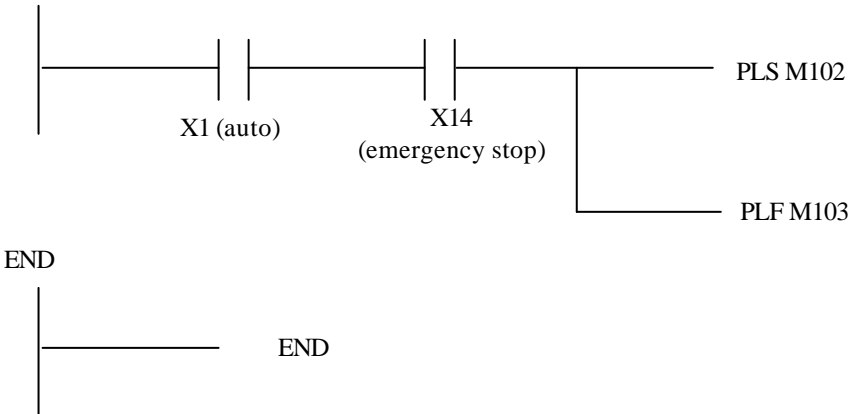 PLS M102
X1 (auto)
X14
(emergency stop)
PLF M103
END
END